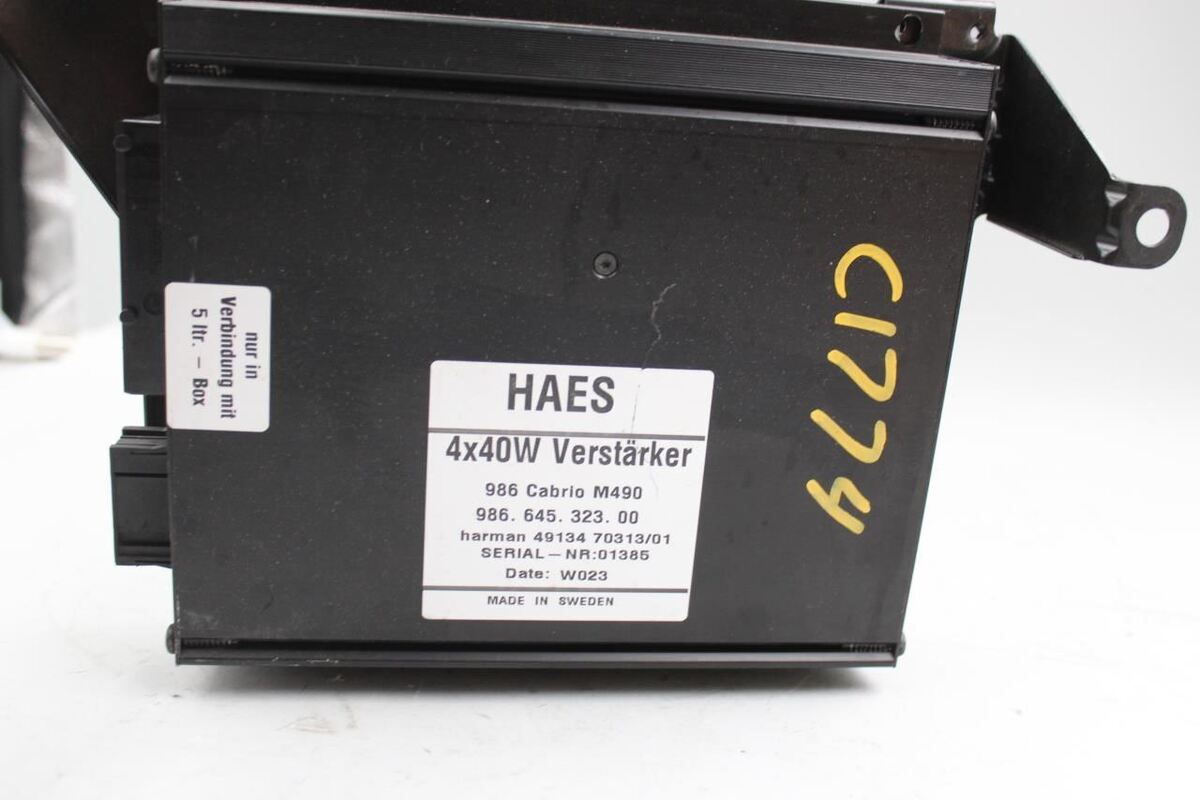 nur in
Verbindung mit
5 ltr. – Box
HAES
4x40W Verstärker
986 Cabrio M490
986. 645. 323. 00
harman 49134 70313/01
SERIAL – NR:01385
Date: W023
MADE IN SWEDEN
C1774